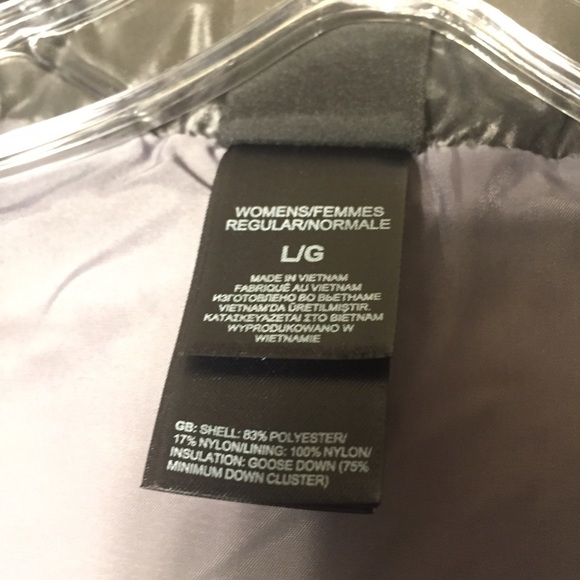 WOMENS/FEMMES
REGULAR/NORMALE
L/G
MADE IN VIETNAM
FABRIQUÉ AU VIETNAM
ИЗГОТОВЛЕНО ВО ВЬЕТНАМЕ
VIETNAM'DA ÜRETILMIŞTIR.
ΚΑΤΑΣΚΕΥΑΖΕΤΑΙ ΣΤΟ ΒΙΕΤΝΑΜ
WYPRODUKOWANO W
WIETNAMIE
GB: SHELL: 83% POLYESTER/
17% NYLON/LINING: 100% NYLON/
INSULATION: GOOSE DOWN (75%
MINIMUM DOWN CLUSTER)